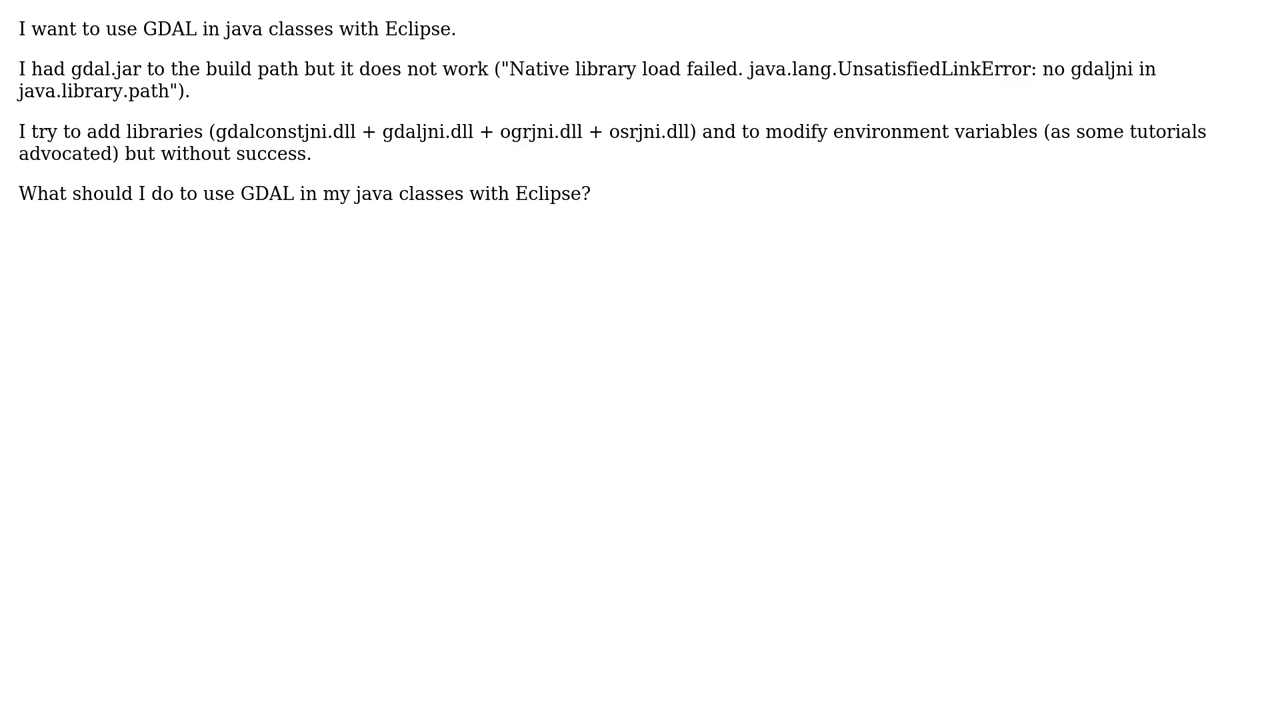 I want to use GDAL in java classes with Eclipse.
I had gdal.jar to the build path but it does not work ("Native library load failed. java.lang.UnsatisfiedLinkError: no gdaljni in
java.library.path").
I try to add libraries (gdalconstjni.dll + gdaljni.dll + ogrjni.dll + osrjni.dll) and to modify environment variables (as some tutorials
advocated) but without success.
What should I do to use GDAL in my java classes with Eclipse?